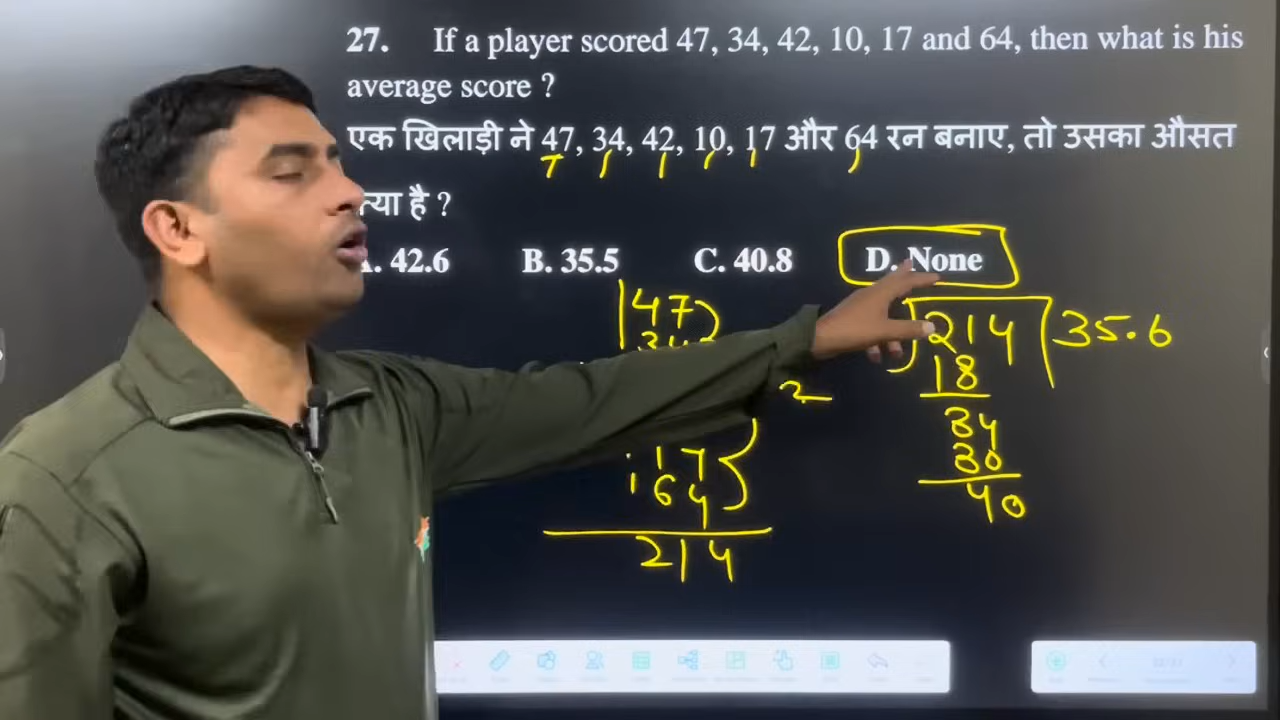 27. If a player scored 47, 34, 42, 10, 17 and 64, then what is his
average score ?
एक खिलाड़ी ने 47, 34, 42, 10, 17 और 64 रन बनाए, तो उसका औसत
क्या है ?
. 42.6 B. 35.5 C. 40.8 D. None
47
34
2
17
64
214
214 35.6
18
34
30
40